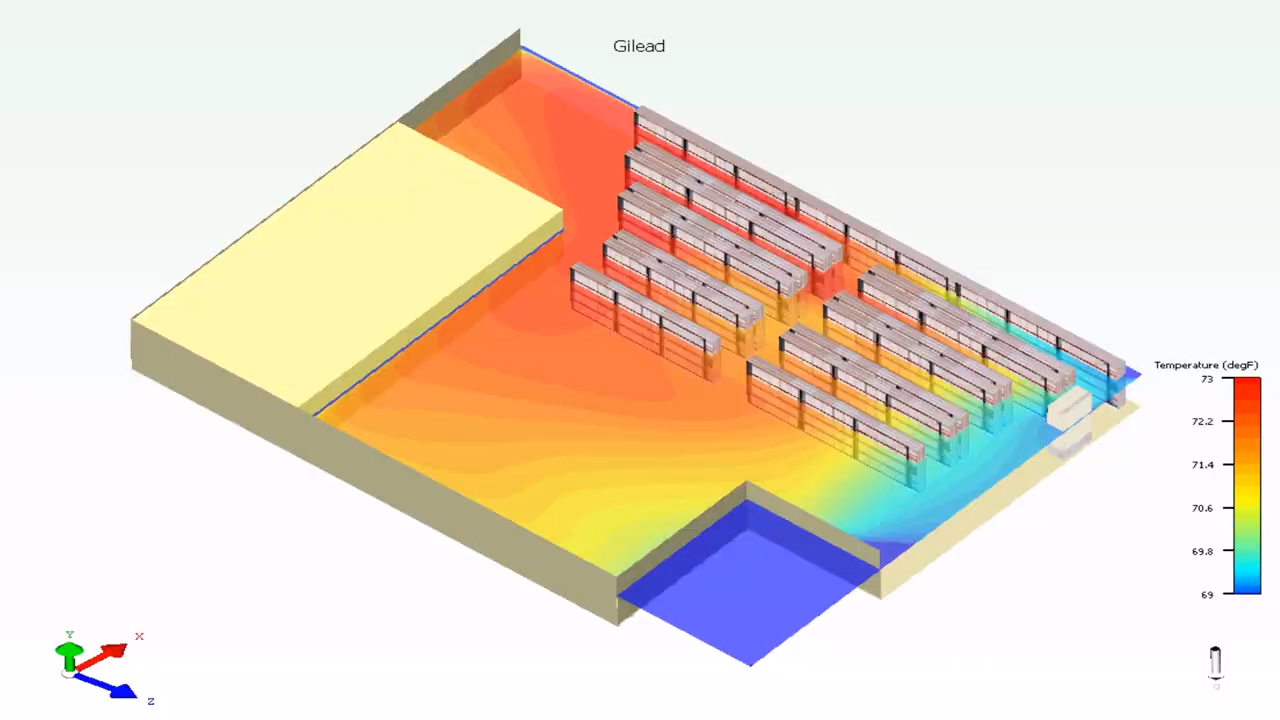 Gilead
Temperature (degF)
73
72.2
71.4
70.6
69.8
69
Y
X
Z